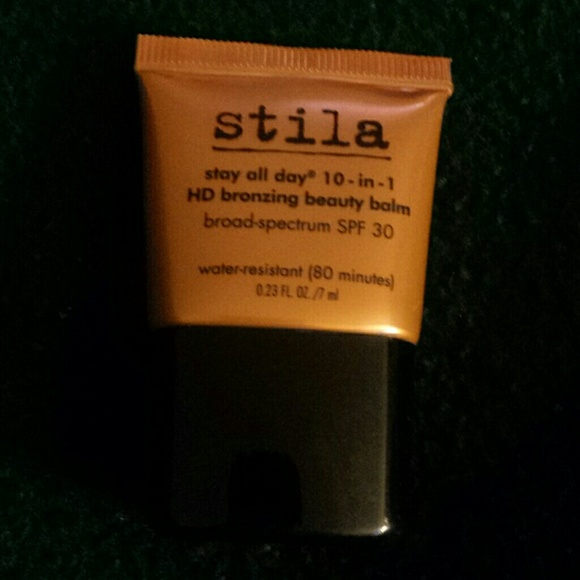 stila
stay all day® 10-in-1
HD bronzing beauty balm
broad-spectrum SPF 30
water-resistant (80 minutes)
0.23 FL. OZ./7 ml